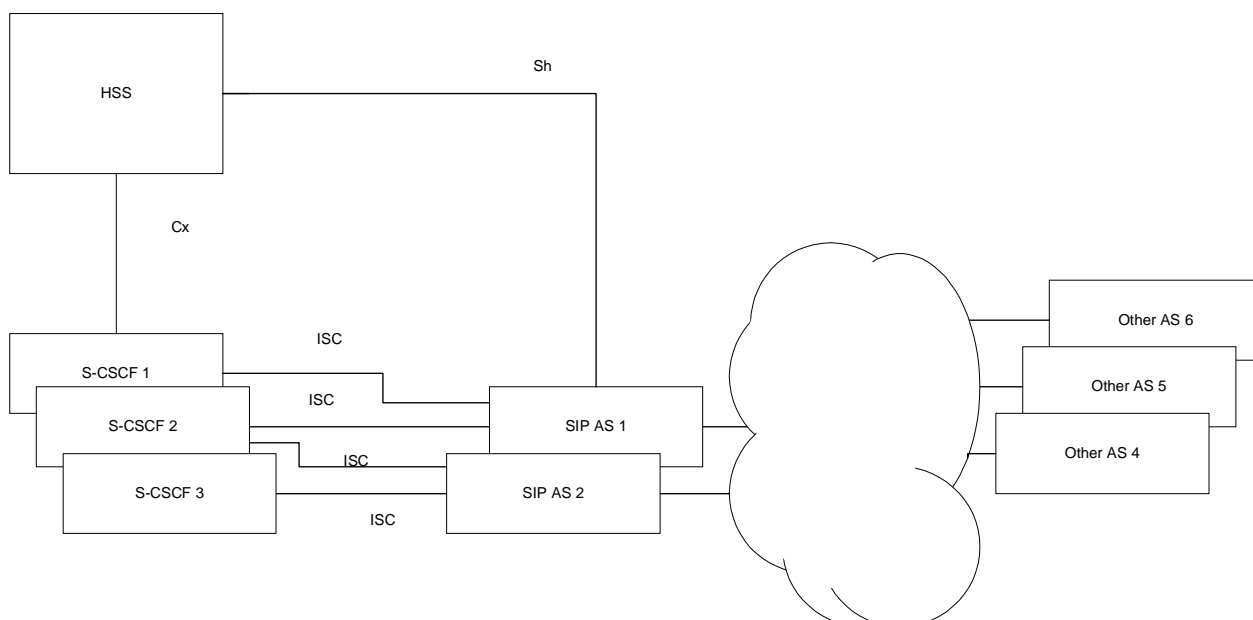 Sh
HSS
Cx
Other AS 6
ISC
S-CSCF 1
Other AS 5
ISC
S-CSCF 2
SIP AS 1
Other AS 4
ISC
S-CSCF 3
SIP AS 2
ISC